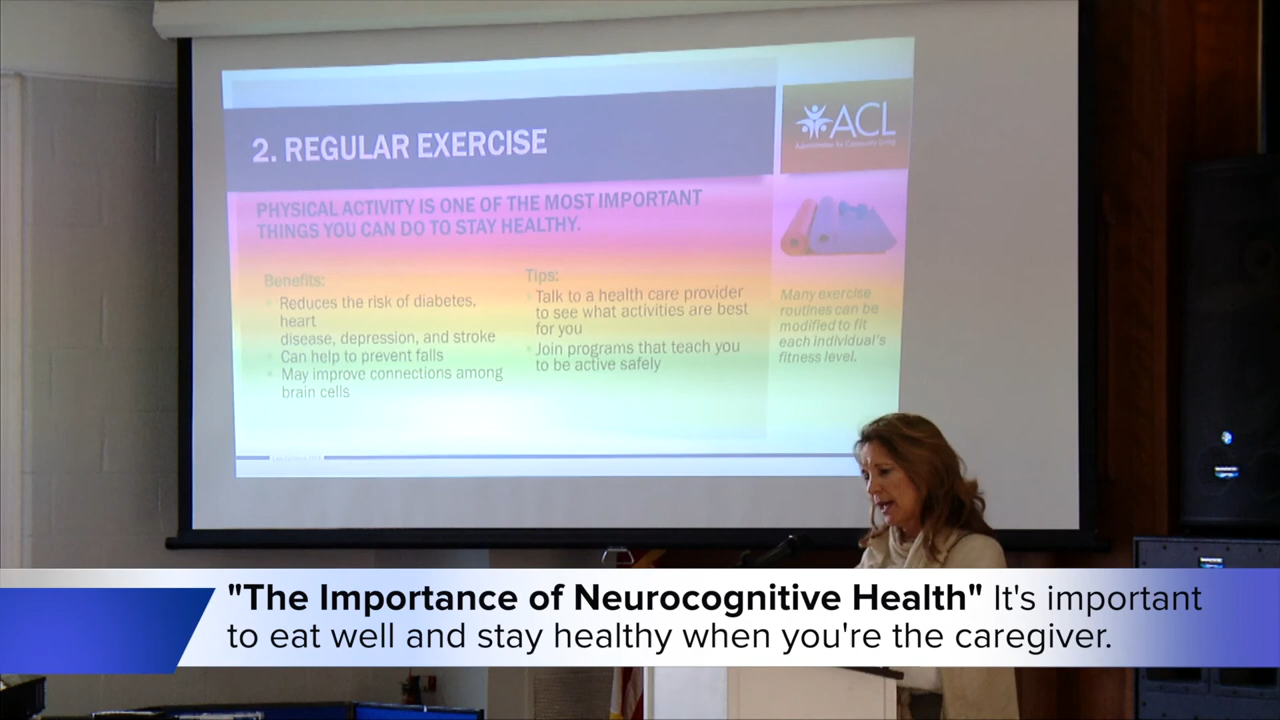 2. REGULAR EXERCISE
ACL
Administration for Community Living
PHYSICAL ACTIVITY IS ONE OF THE MOST IMPORTANT
THINGS YOU CAN DO TO STAY HEALTHY.
Benefits:
Reduces the risk of diabetes,
heart
disease, depression, and stroke
Can help to prevent falls
May improve connections among
brain cells
Tips:
Talk to a health care provider
to see what activities are best
for you
Join programs that teach you
to be active safely
Many exercise
routines can be
modified to fit
each individual's
fitness level.
"The Importance of Neurocognitive Health" It's important
to eat well and stay healthy when you're the caregiver.